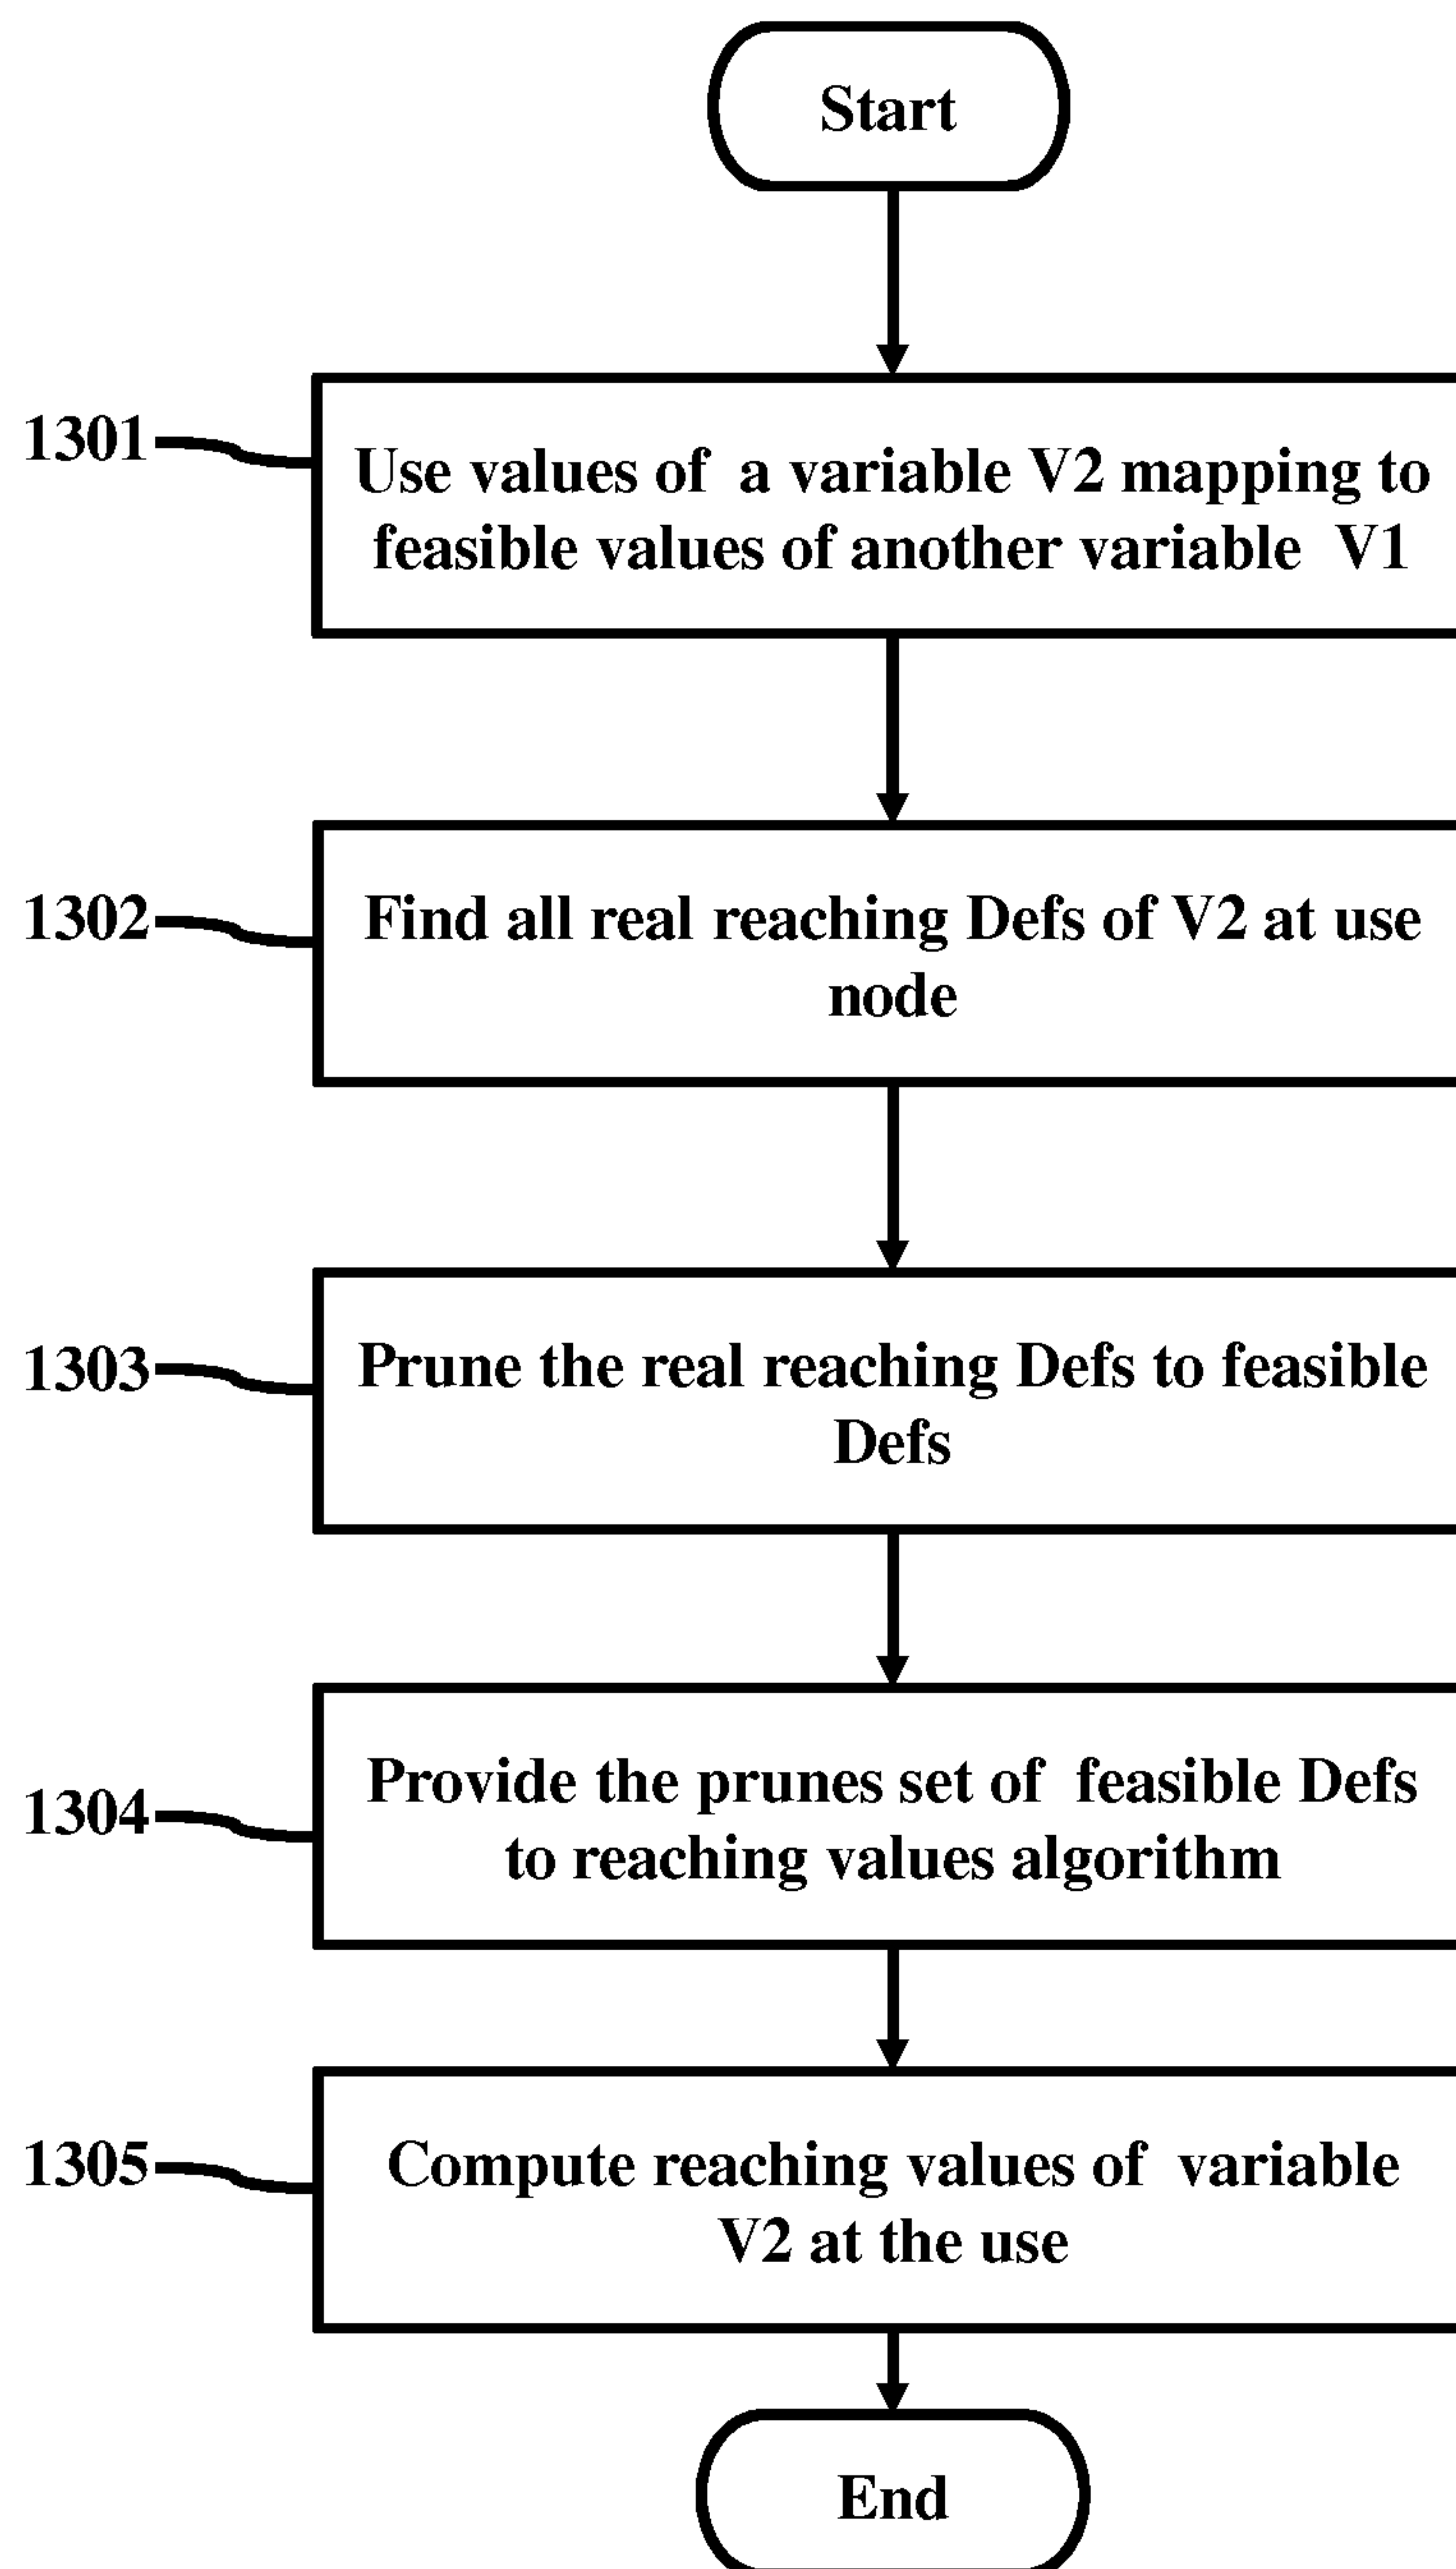 Start
1301
Use values of a variable V2 mapping to
feasible values of another variable V1
1302
Find all real reaching Defs of V2 at use
node
1303
Prune the real reaching Defs to feasible
Defs
1304
Provide the prunes set of feasible Defs
to reaching values algorithm
1305
Compute reaching values of variable
V2 at the use
End